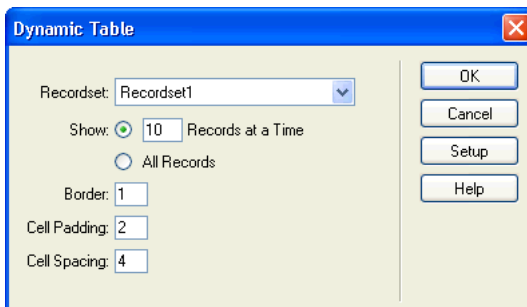 Dynamic Table
Recordset: Recordset1
Show: 10 Records at a Time
All Records
Border: 1
Cell Padding: 2
Cell Spacing: 4
OK
Cancel
Setup
Help